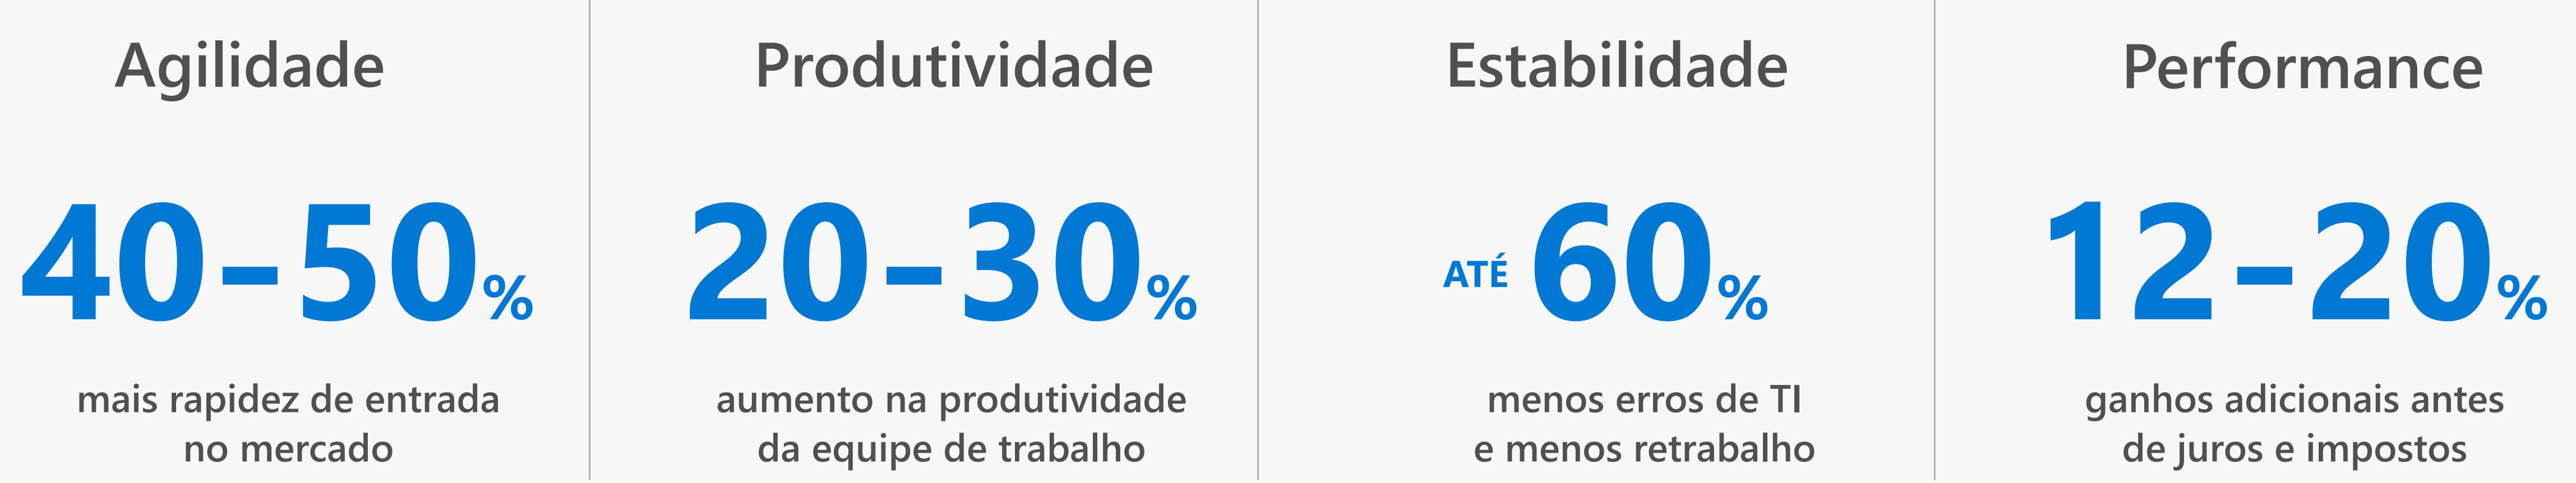 Agilidade
40-50%
mais rapidez de entrada
no mercado
Produtividade
20-30%
aumento na produtividade
da equipe de trabalho
Estabilidade
ATÉ 60%
menos erros de TI
e menos retrabalho
Performance
12-20%
ganhos adicionais antes
de juros e impostos